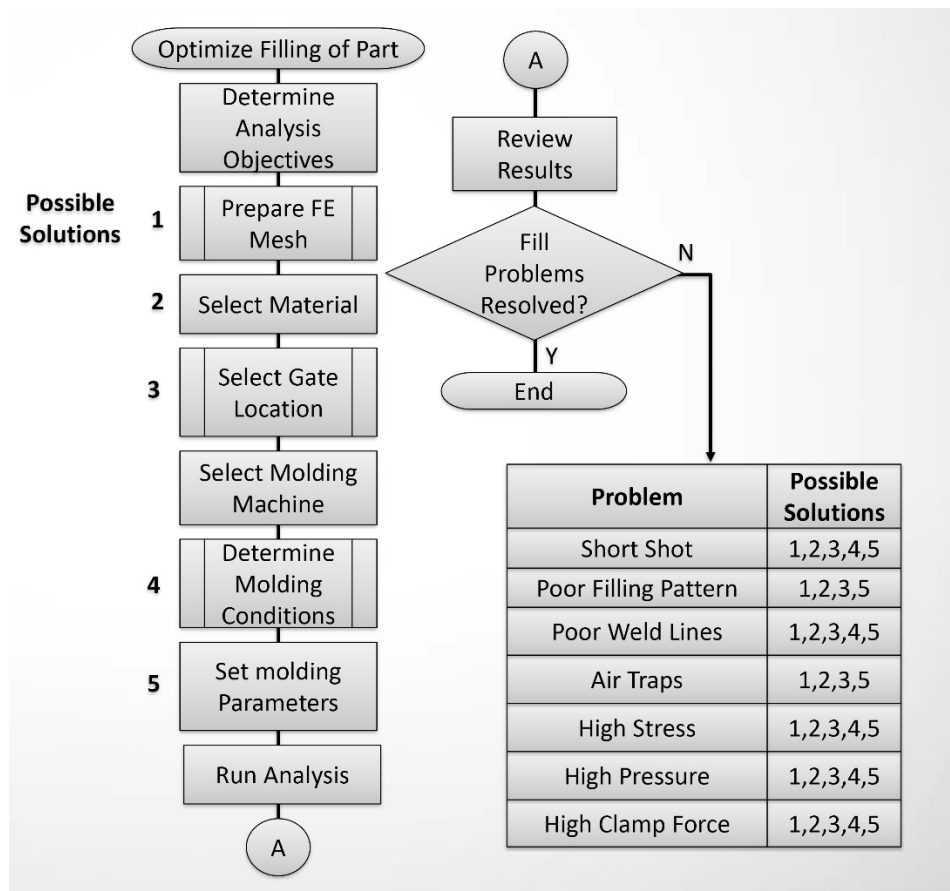 Optimize Filling of Part
Determine
Analysis
Objectives
Possible
Solutions
1
Prepare FE
Mesh
2
Select Material
3
Select Gate
Location
Select Molding
Machine
4
Determine
Molding
Conditions
5
Set molding
Parameters
Run Analysis
A
A
Review
Results
Fill
Problems
Resolved?
N
Y
End
Problem
Possible
Solutions
Short Shot
1,2,3,4,5
Poor Filling Pattern
1,2,3,5
Poor Weld Lines
1,2,3,4,5
Air Traps
1,2,3,5
High Stress
1,2,3,4,5
High Pressure
1,2,3,4,5
High Clamp Force
1,2,3,4,5